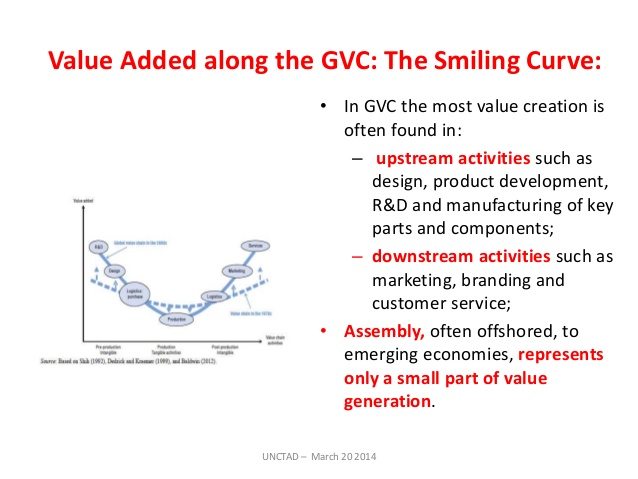 Value Added along the GVC: The Smiling Curve:
• In GVC the most value creation is
often found in:
– upstream activities such as
design, product development,
R&D and manufacturing of key
parts and components;
– downstream activities such as
marketing, branding and
customer service;
• Assembly, often offshored, to
emerging economies, represents
only a small part of value
generation.
Value added
R&D
Global value chain in the
Services
Design
Marketing
Logistics:
purchase
Logistics
Value chain in the 1970s
Production
Value chain
activities
Pre-production
intangible
Production
Tangible activities
Post-production
intangible
Source: Based on Shih (1992), Dedrick and Kraemer (1999), and Baldwin (2012).
UNCTAD – March 20 2014